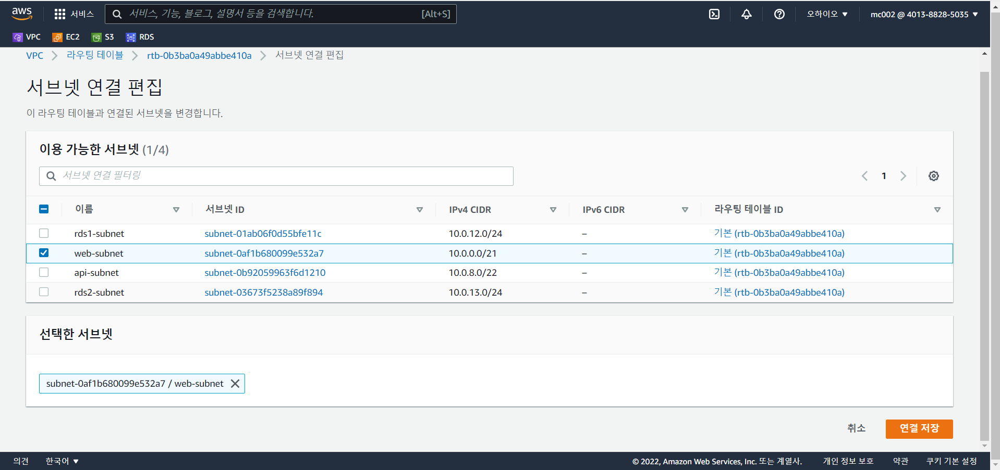 aws 서비스 서비스, 기능, 블로그, 설명서 등을 검색합니다. [Alt+S] 오하이오 ▼ mc002 @ 4013-8828-5035 ▼
VPC EC2 S3 RDS
VPC > 라우팅 테이블 > rtb-0b3ba0a49abbe410a > 서브넷 연결 편집
서브넷 연결 편집
이 라우팅 테이블과 연결된 서브넷을 변경합니다.
이용 가능한 서브넷 (1/4)
서브넷 연결 필터링 < 1 >
이름 서브넷 ID IPv4 CIDR IPv6 CIDR 라우팅 테이블 ID
rds1-subnet subnet-01ab06f0d55bfe11c 10.0.12.0/24 – 기본 (rtb-0b3ba0a49abbe410a)
web-subnet subnet-0af1b680099e532a7 10.0.0.0/21 – 기본 (rtb-0b3ba0a49abbe410a)
api-subnet subnet-0b92059963f6d1210 10.0.8.0/22 – 기본 (rtb-0b3ba0a49abbe410a)
rds2-subnet subnet-03673f5238a89f894 10.0.13.0/24 – 기본 (rtb-0b3ba0a49abbe410a)
선택한 서브넷
subnet-0af1b680099e532a7 / web-subnet
취소 연결 저장
의견 한국어 ▼ © 2022, Amazon Web Services, Inc. 또는 계열사. 개인 정보 보호 약관 쿠키 기본 설정